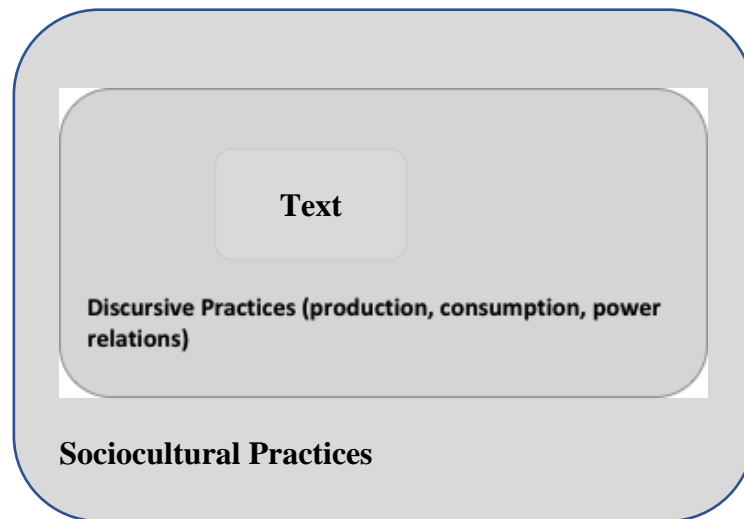 Text
Discursive Practices (production, consumption, power
relations)
Sociocultural Practices